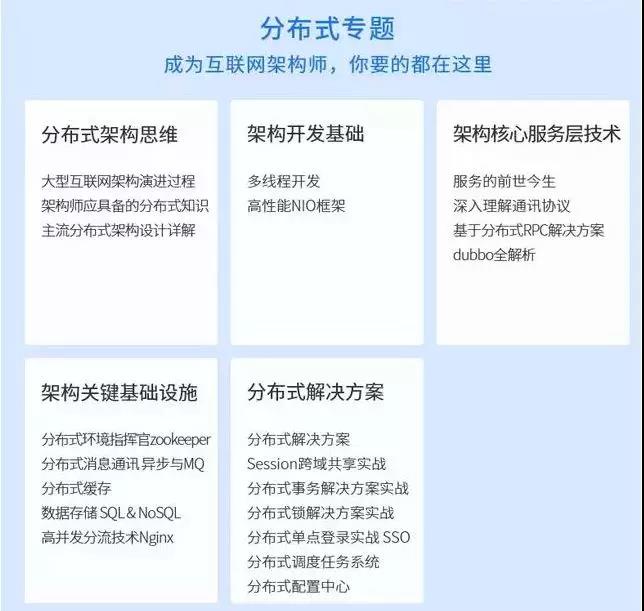 分布式专题
成为互联网架构师，你要的都在这里
分布式架构思维
大型互联网架构演进过程
架构师应具备的分布式知识
主流分布式架构设计详解
架构开发基础
多线程开发
高性能NIO框架
架构核心服务层技术
服务的前世今生
深入理解通讯协议
基于分布式RPC解决方案
dubbo全解析
架构关键基础设施
分布式环境指挥官zookeeper
分布式消息通讯 异步与MQ
分布式缓存
数据存储 SQL & NoSQL
高并发分流技术Nginx
分布式解决方案
分布式解决方案
Session跨域共享实战
分布式事务解决方案实战
分布式锁解决方案实战
分布式单点登录实战 SSO
分布式调度任务系统
分布式配置中心